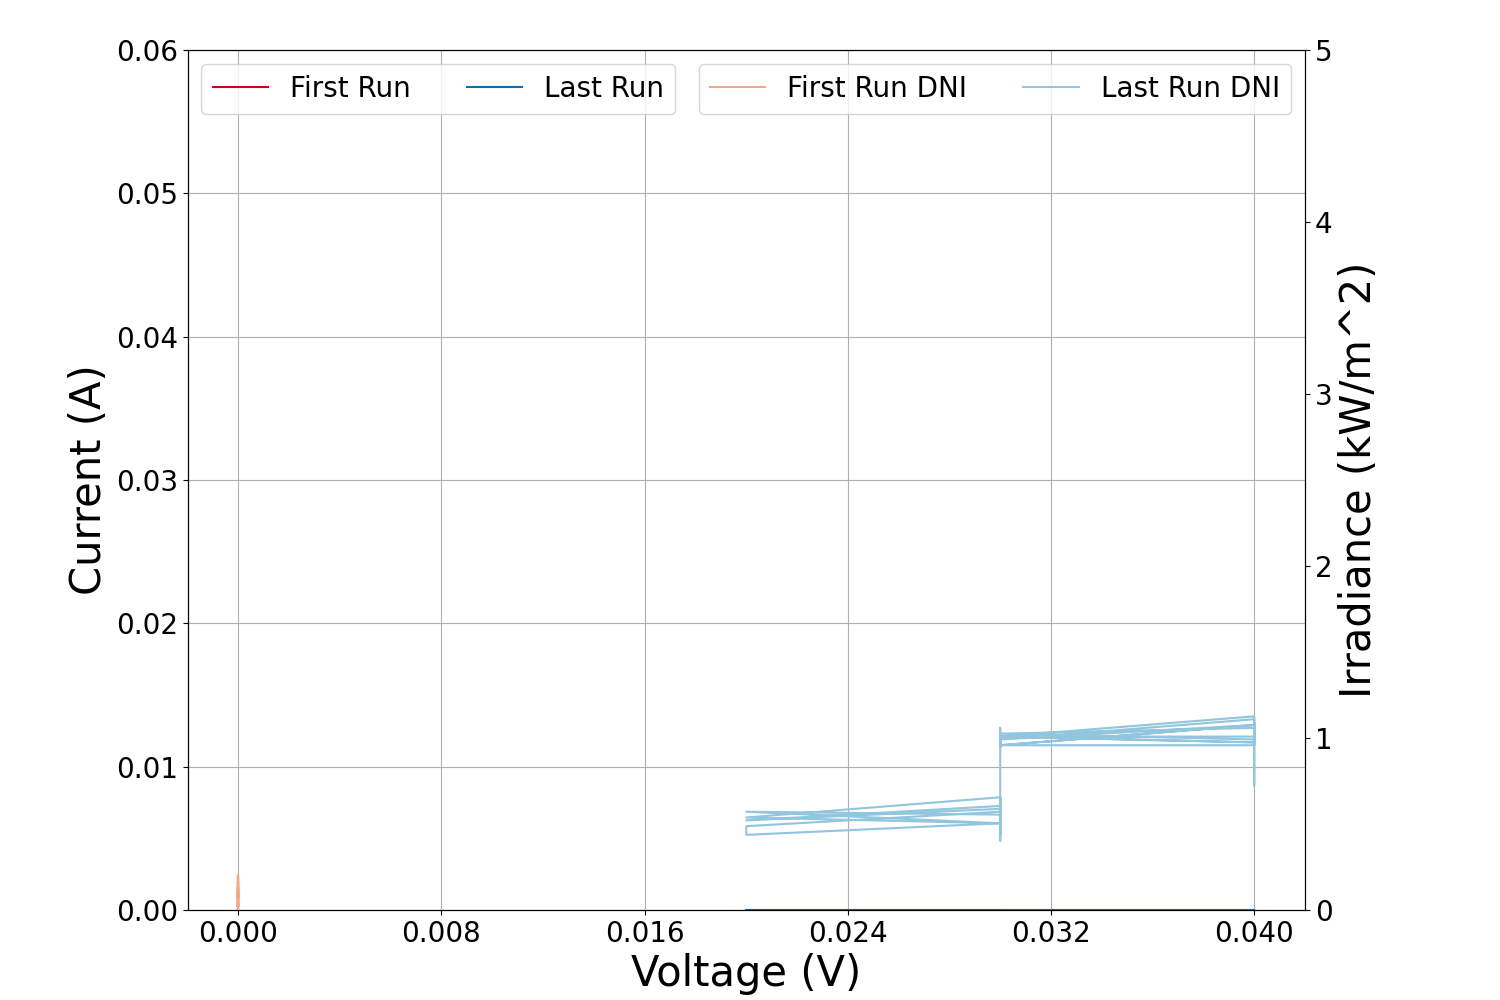 First Run
Last Run
First Run DNI
Last Run DNI
0.06
0.05
0.04
0.03
0.02
0.01
0.00
Current (A)
5
4
3
2
1
0
Irradiance (kW/m^2)
0.000 0.008 0.016 0.024 0.032 0.040
Voltage (V)